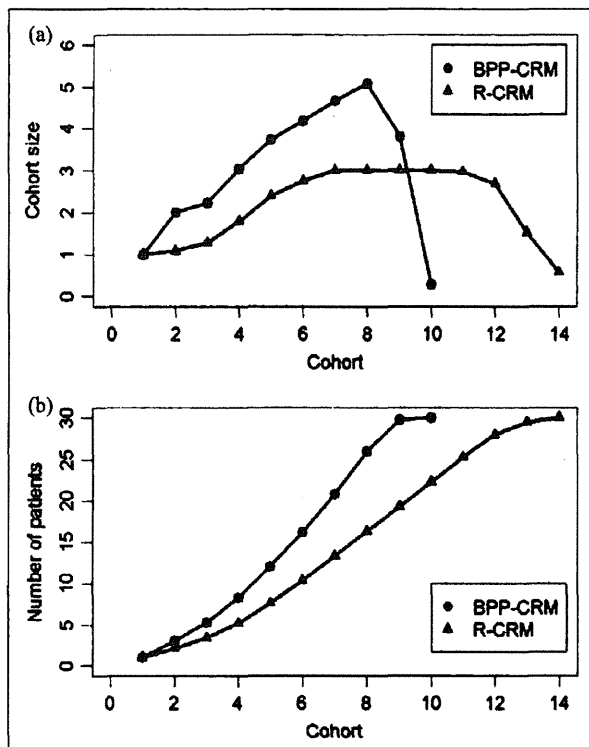 (a)
6
5
4
3
2
1
0
Cohort size
BPP-CRM
R-CRM
0 2 4 6 8 10 12 14
Cohort
(b)
30
25
20
15
10
5
0
Number of patients
BPP-CRM
R-CRM
0 2 4 6 8 10 12 14
Cohort